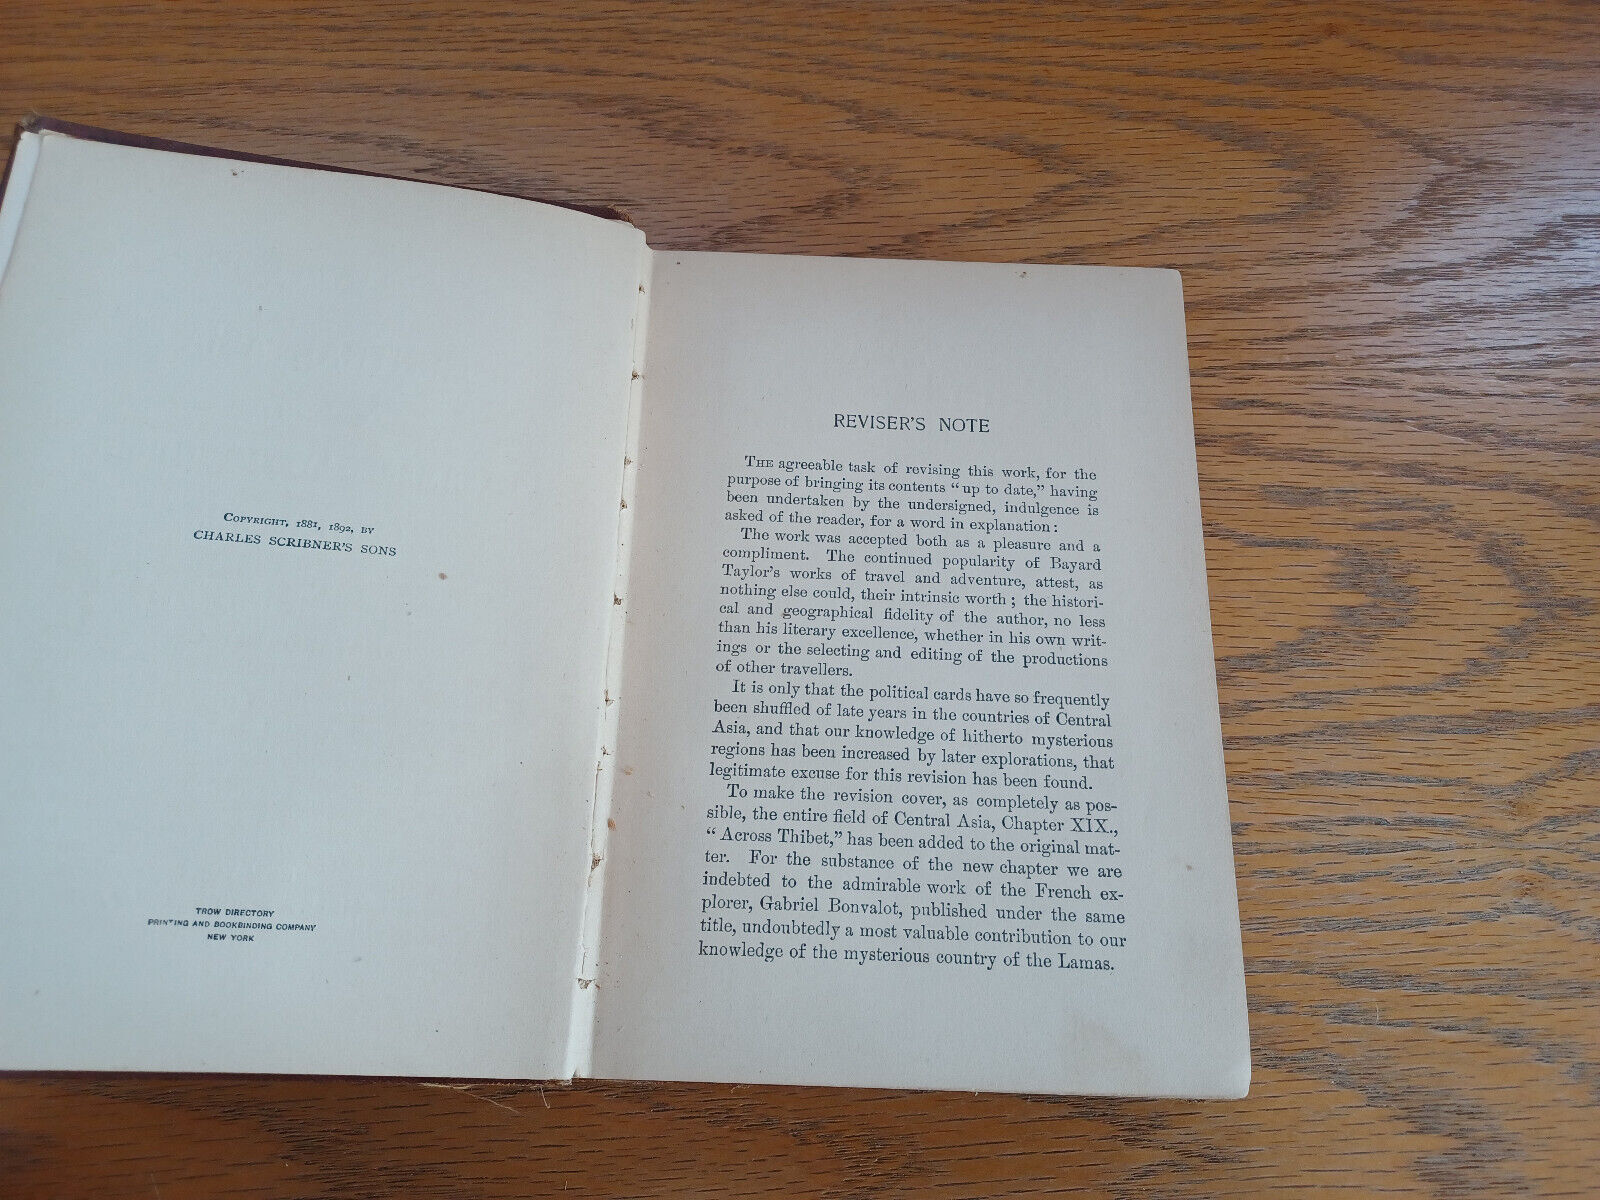 COPYRIGHT, 1881, 1892, BY
CHARLES SCRIBNER'S SONS
TROW DIRECTORY
PRINTING AND BOOKBINDING COMPANY
NEW YORK
REVISER'S NOTE
THE agreeable task of revising this work, for the
purpose of bringing its contents "up to date," having
been undertaken by the undersigned, indulgence is
asked of the reader, for a word in explanation:
The work was accepted both as a pleasure and a
compliment. The continued popularity of Bayard
Taylor's works of travel and adventure, attest, as
nothing else could, their intrinsic worth; the histori-
cal and geographical fidelity of the author, no less
than his literary excellence, whether in his own writ-
ings or the selecting and editing of the productions
of other travellers.
It is only that the political cards have so frequently
been shuffled of late years in the countries of Central
Asia, and that our knowledge of hitherto mysterious
regions has been increased by later explorations, that
legitimate excuse for this revision has been found.
To make the revision cover, as completely as pos-
sible, the entire field of Central Asia, Chapter XIX.,
"Across Thibet," has been added to the original mat-
ter. For the substance of the new chapter we are
indebted to the admirable work of the French ex-
plorer, Gabriel Bonvalot, published under the same
title, undoubtedly a most valuable contribution to our
knowledge of the mysterious country of the Lamas.